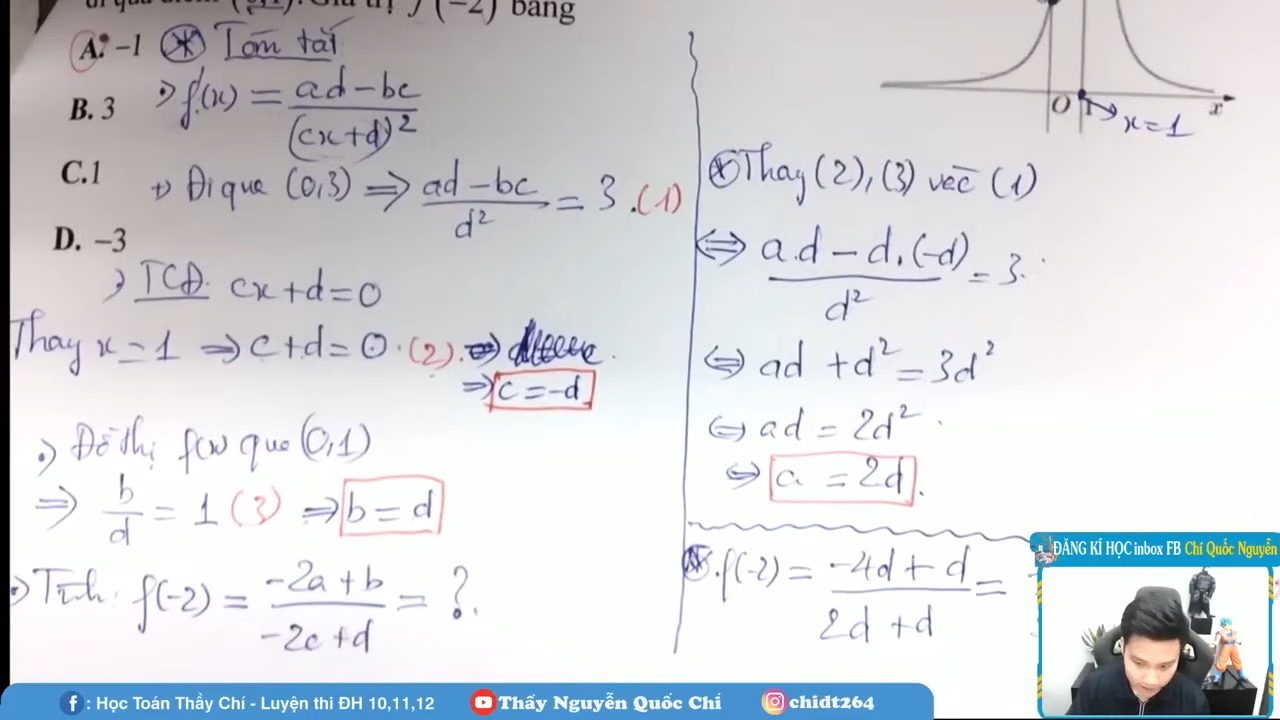 f(−2) bằng
A. −1 * Tóm tắt
B. 3 f'(x) = (ad−bc)/(cx+d)²
C.1
+) Đi qua (0,3) ⇒ (ad−bc)/d² = 3 .(1)
D. −3
TCĐ. cx+d=0
Thay x=1 ⇒ c+d=0.(2). ⇒
⇒ c=−d
.) Đồ thị f(x) qua (0,1)
⇒ b/d = 1 (3) ⇒ b = d
Tính: f(−2) = (−2a+b)/(−2c+d) = ?
O 1 x
x=1
* Thay (2), (3) (1)
⇔ (a.d − d.(−d))/d² = 3.
⇔ ad + d² = 3d²
⇔ ad = 2d²
⇔ a = 2d.
* f(−2) = (−4d + d)/(2d + d) =
ĐĂNG KÍ HỌC inbox FB Chí Quốc Nguyễn
: Học Toán Thầy Chí - Luyện thi ĐH 10,11,12
Thầy Nguyễn Quốc Chí
chidt264